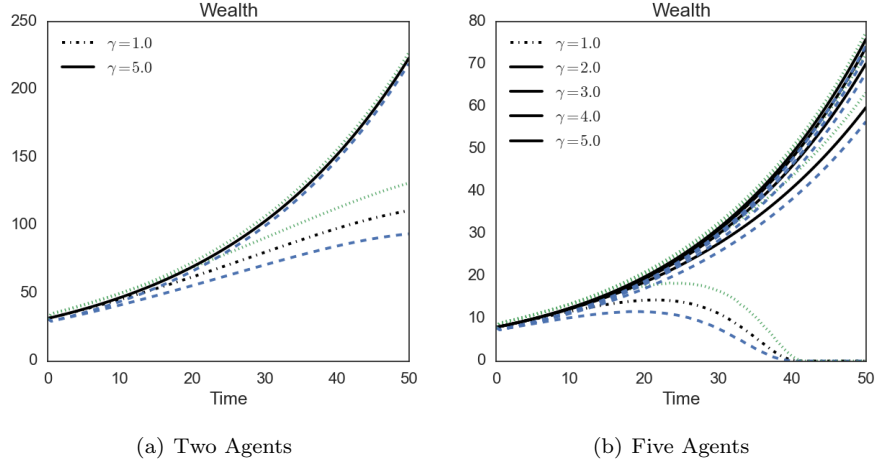 Wealth
250
200
150
100
50
0
γ=1.0
γ=5.0
0 10 20 30 40 50
Time
(a) Two Agents
Wealth
80
70
60
50
40
30
20
10
0
γ=1.0
γ=2.0
γ=3.0
γ=4.0
γ=5.0
0 10 20 30 40 50
Time
(b) Five Agents